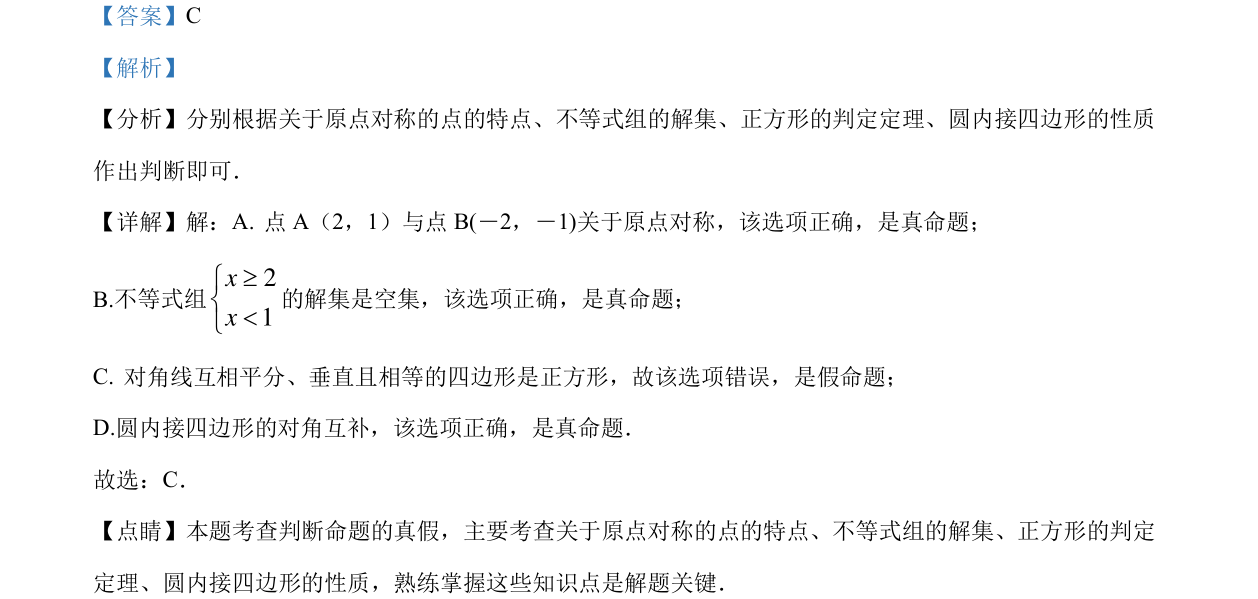 【答案】C
【解析】
【分析】分别根据关于原点对称的点的特点、不等式组的解集、正方形的判定定理、圆内接四边形的性质
作出判断即可．
【详解】解：A. 点 A（2，1）与点 B(－2，－1)关于原点对称，该选项正确，是真命题；
B.不等式组{x ≥ 2
x < 1 的解集是空集，该选项正确，是真命题；
C. 对角线互相平分、垂直且相等的四边形是正方形，故该选项错误，是假命题；
D.圆内接四边形的对角互补，该选项正确，是真命题．
故选：C．
【点睛】本题考查判断命题的真假，主要考查关于原点对称的点的特点、不等式组的解集、正方形的判定
定理、圆内接四边形的性质，熟练掌握这些知识点是解题关键．